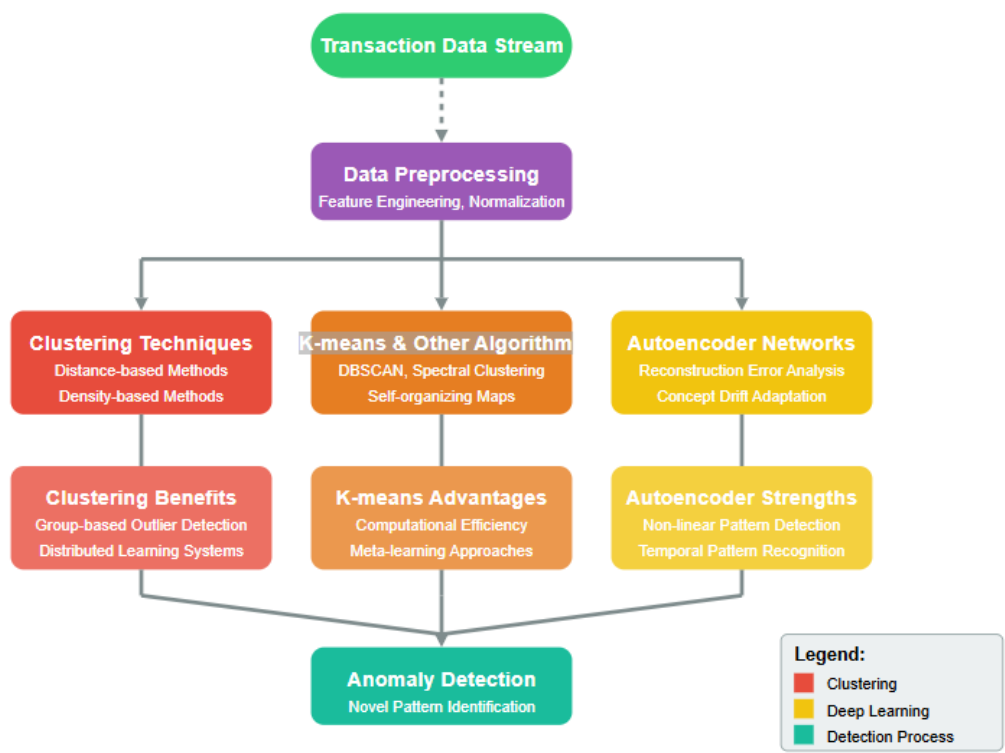 Transaction Data Stream
Data Preprocessing
Feature Engineering, Normalization
Clustering Techniques
Distance-based Methods
Density-based Methods
K-means & Other Algorithm
DBSCAN, Spectral Clustering
Self-organizing Maps
Autoencoder Networks
Reconstruction Error Analysis
Concept Drift Adaptation
Clustering Benefits
Group-based Outlier Detection
Distributed Learning Systems
K-means Advantages
Computational Efficiency
Meta-learning Approaches
Autoencoder Strengths
Non-linear Pattern Detection
Temporal Pattern Recognition
Anomaly Detection
Novel Pattern Identification
Legend:
Clustering
Deep Learning
Detection Process